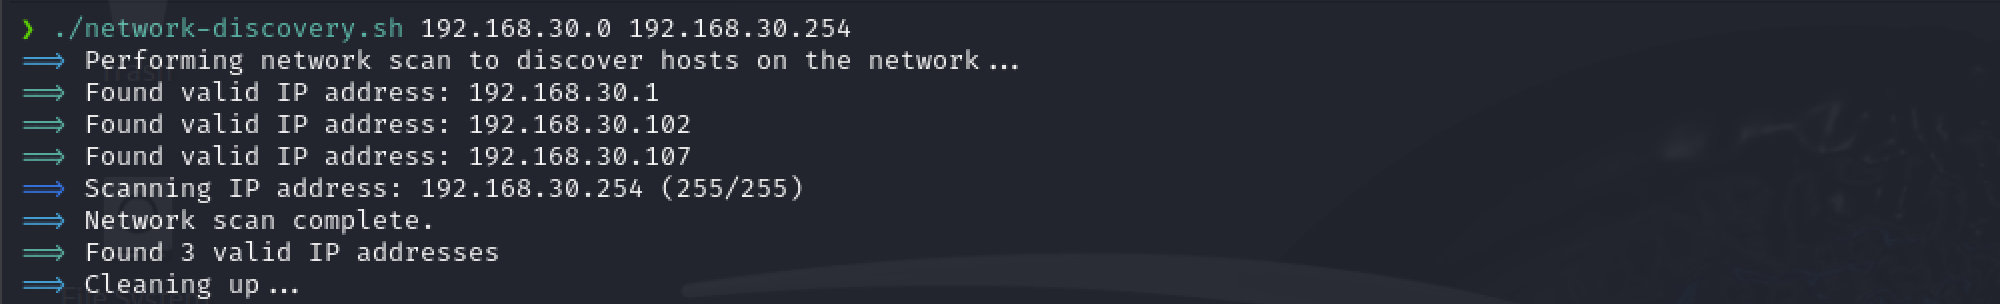 ❯ ./network-discovery.sh 192.168.30.0 192.168.30.254
==> Performing network scan to discover hosts on the network...
==> Found valid IP address: 192.168.30.1
==> Found valid IP address: 192.168.30.102
==> Found valid IP address: 192.168.30.107
==> Scanning IP address: 192.168.30.254 (255/255)
==> Network scan complete.
==> Found 3 valid IP addresses
==> Cleaning up...
Trash
File System